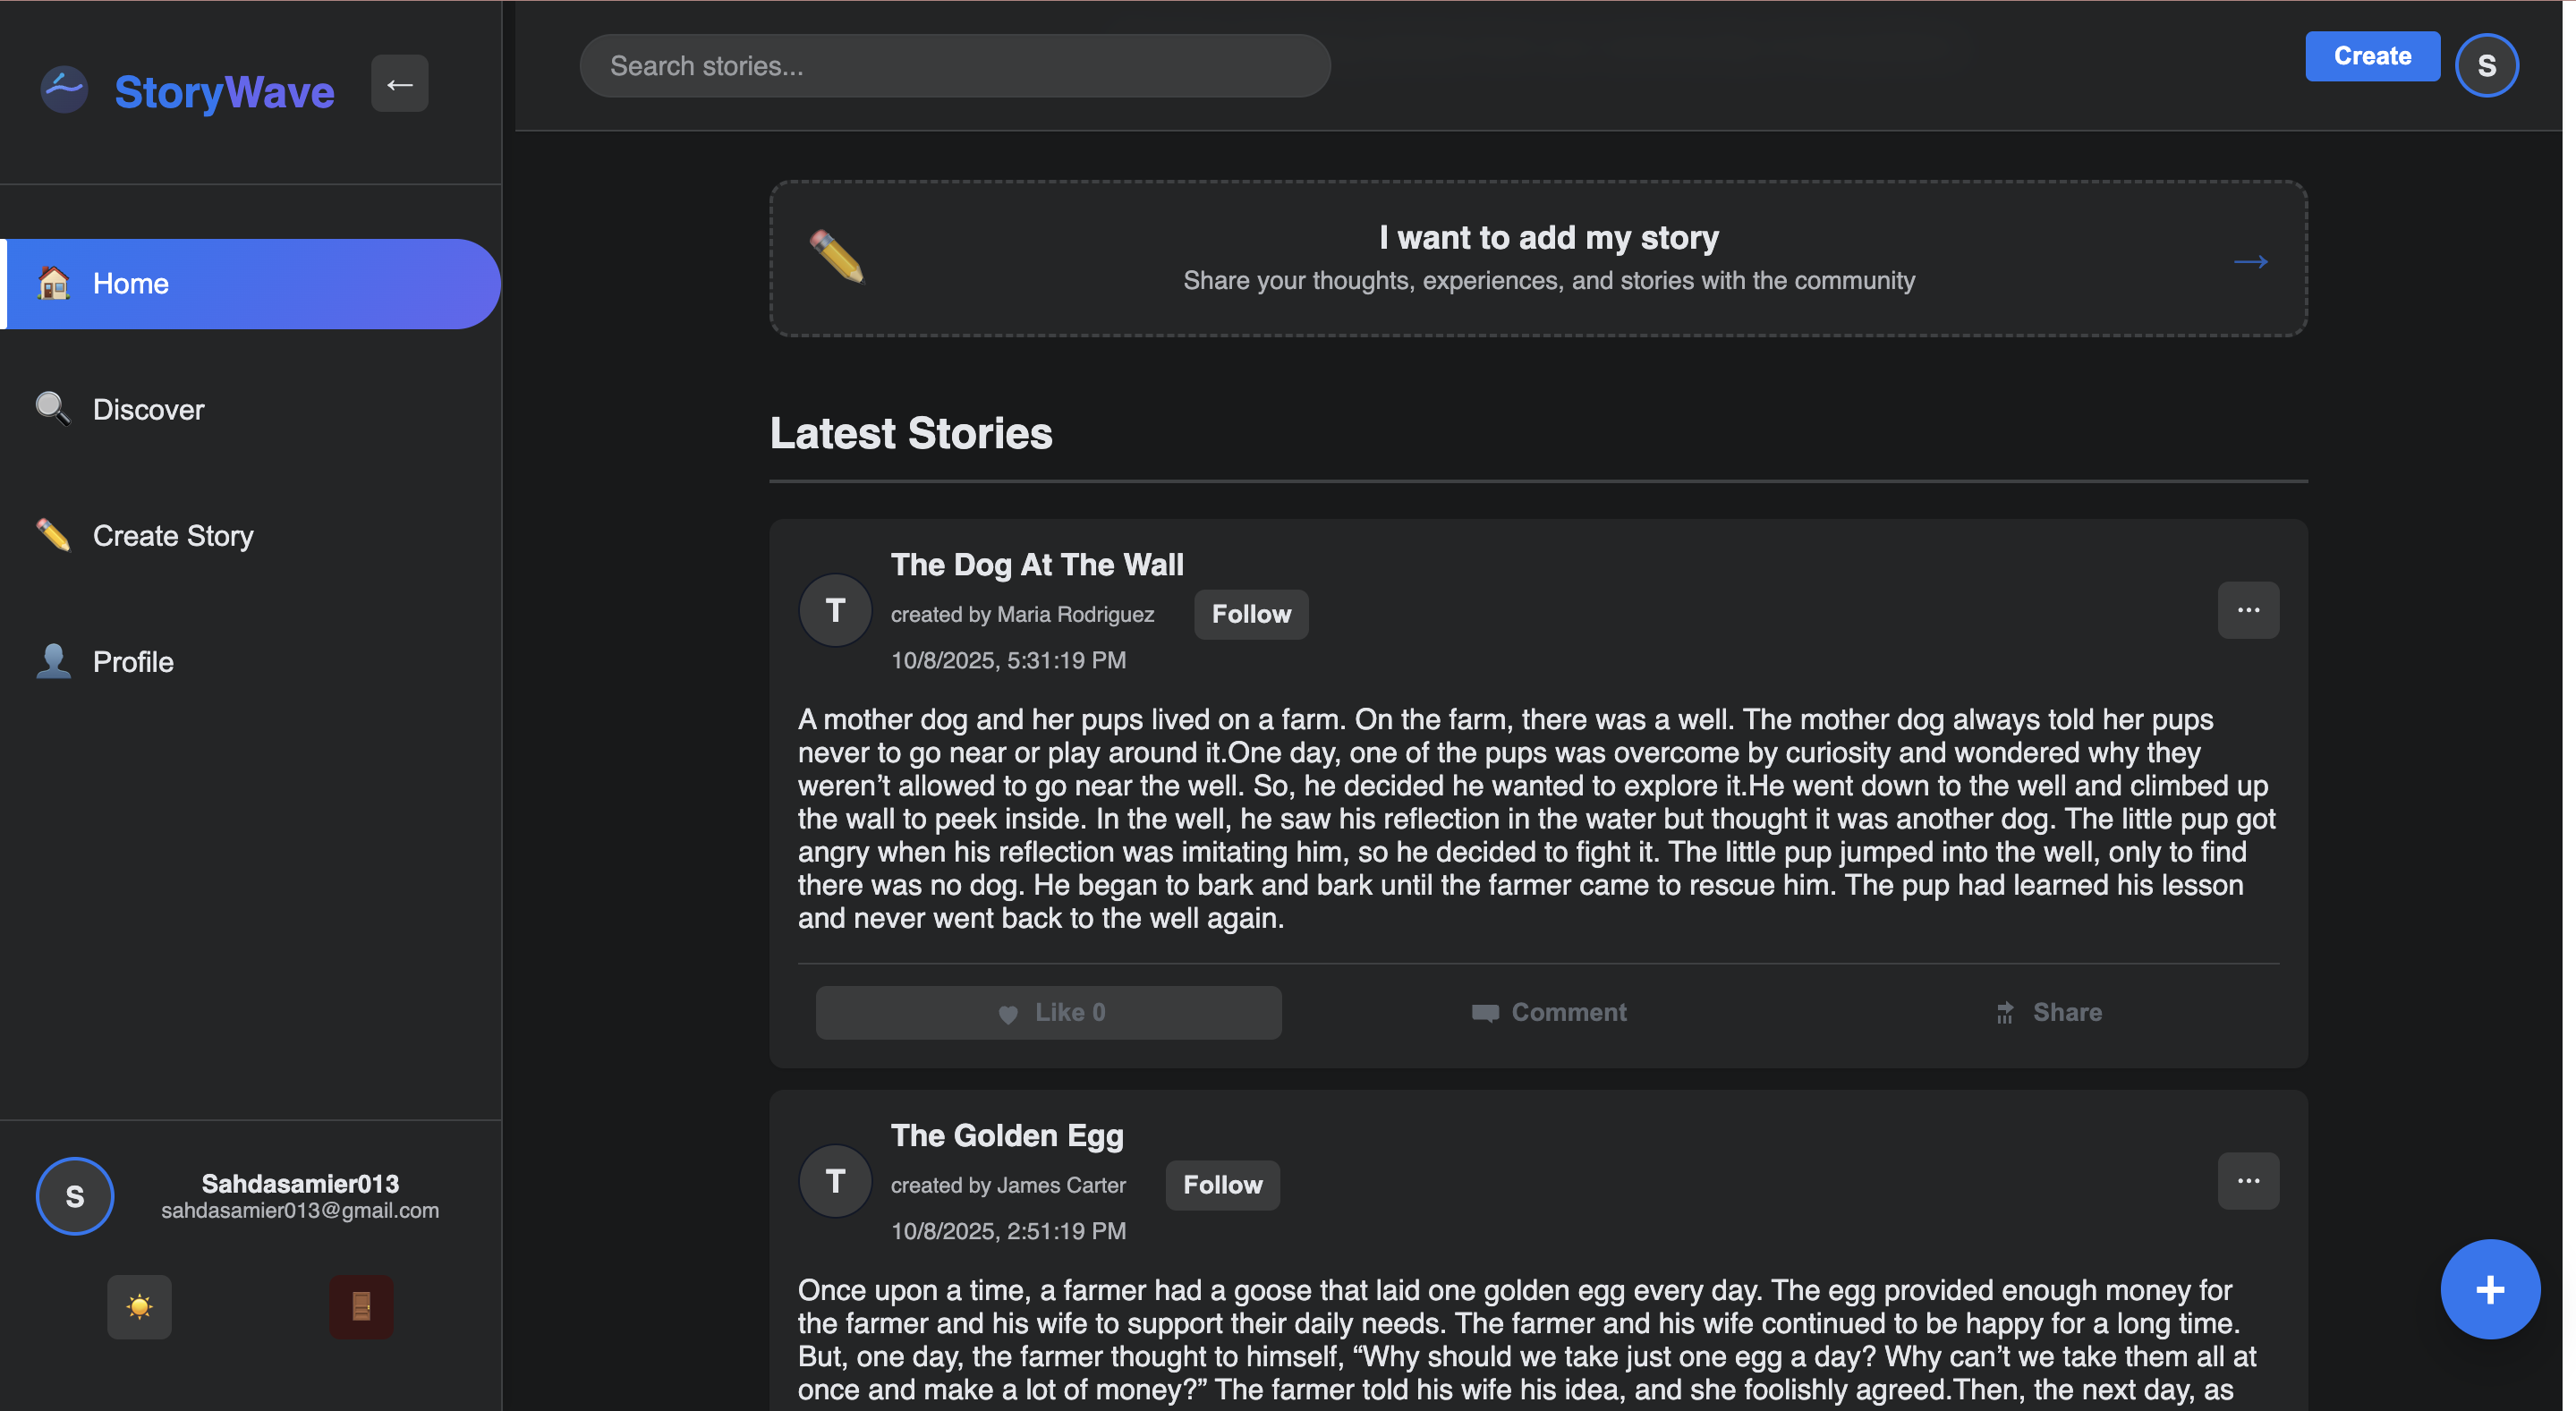 StoryWave
←
Search stories...
Create
S
Home
Discover
Create Story
Profile
I want to add my story
Share your thoughts, experiences, and stories with the community
→
Latest Stories
T
The Dog At The Wall
created by Maria Rodriguez
Follow
10/8/2025, 5:31:19 PM
...
A mother dog and her pups lived on a farm. On the farm, there was a well. The mother dog always told her pups
never to go near or play around it.One day, one of the pups was overcome by curiosity and wondered why they
weren’t allowed to go near the well. So, he decided he wanted to explore it.He went down to the well and climbed up
the wall to peek inside. In the well, he saw his reflection in the water but thought it was another dog. The little pup got
angry when his reflection was imitating him, so he decided to fight it. The little pup jumped into the well, only to find
there was no dog. He began to bark and bark until the farmer came to rescue him. The pup had learned his lesson
and never went back to the well again.
Like 0
Comment
Share
T
The Golden Egg
created by James Carter
Follow
10/8/2025, 2:51:19 PM
...
Once upon a time, a farmer had a goose that laid one golden egg every day. The egg provided enough money for
the farmer and his wife to support their daily needs. The farmer and his wife continued to be happy for a long time.
But, one day, the farmer thought to himself, “Why should we take just one egg a day? Why can’t we take them all at
once and make a lot of money?” The farmer told his wife his idea, and she foolishly agreed.Then, the next day, as
S
Sahdasamier013
sahdasamier013@gmail.com
+